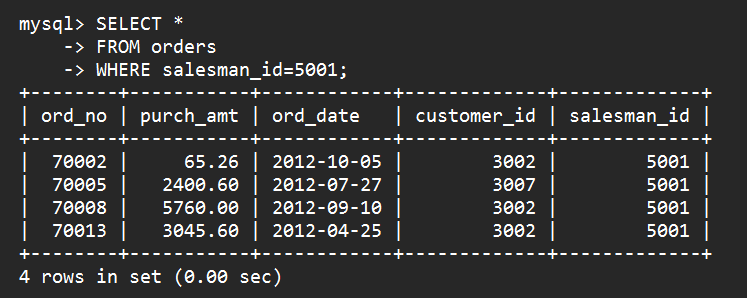 mysql> SELECT *
    -> FROM orders
    -> WHERE salesman_id=5001;
+--------+-----------+------------+-------------+-------------+
| ord_no | purch_amt | ord_date   | customer_id | salesman_id |
+--------+-----------+------------+-------------+-------------+
|  70002 |     65.26 | 2012-10-05 |        3002 |        5001 |
|  70005 |   2400.60 | 2012-07-27 |        3007 |        5001 |
|  70008 |   5760.00 | 2012-09-10 |        3002 |        5001 |
|  70013 |   3045.60 | 2012-04-25 |        3002 |        5001 |
+--------+-----------+------------+-------------+-------------+
4 rows in set (0.00 sec)